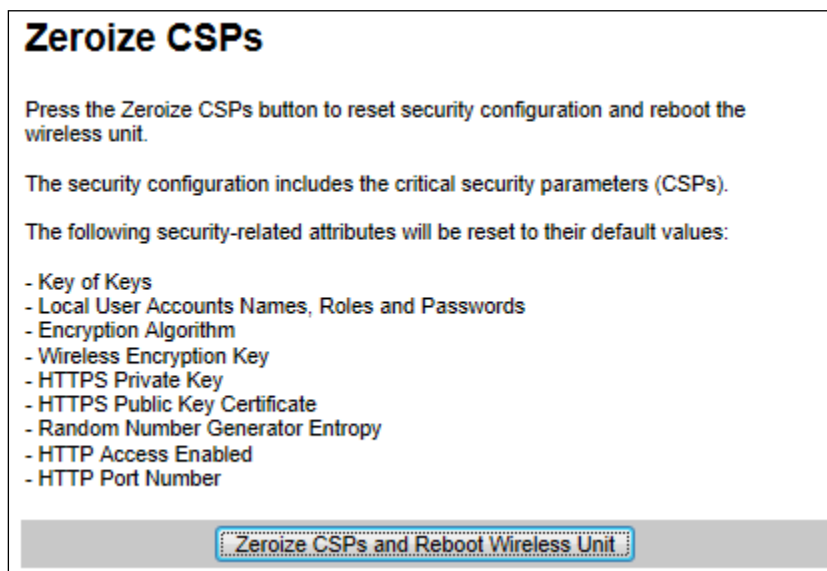 Zeroize CSPs
Press the Zeroize CSPs button to reset security configuration and reboot the
wireless unit.
The security configuration includes the critical security parameters (CSPs).
The following security-related attributes will be reset to their default values:
- Key of Keys
- Local User Accounts Names, Roles and Passwords
- Encryption Algorithm
- Wireless Encryption Key
- HTTPS Private Key
- HTTPS Public Key Certificate
- Random Number Generator Entropy
- HTTP Access Enabled
- HTTP Port Number
Zeroize CSPs and Reboot Wireless Unit